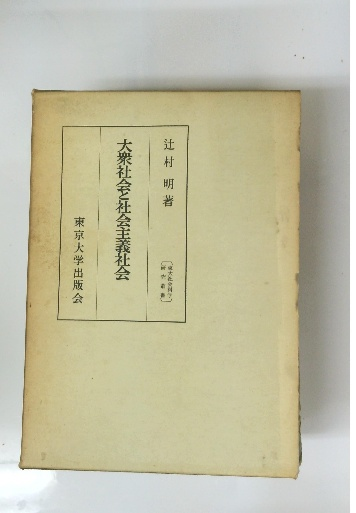 辻村 明著
大衆社会と社会主義社会
東京大学出版会